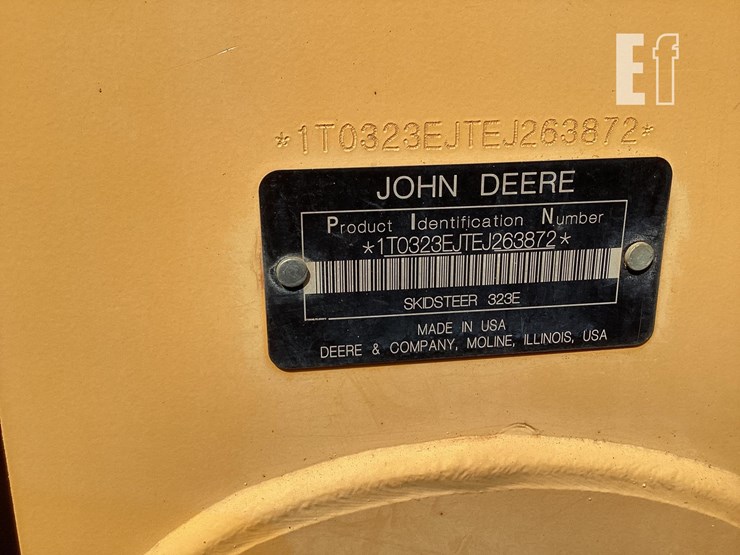 Ef
*1T0323EJTEJ263872*
JOHN DEERE
Product Identification Number
*1T0323EJTEJ263872*
SKIDSTEER 323E
MADE IN USA
DEERE & COMPANY, MOLINE, ILLINOIS, USA